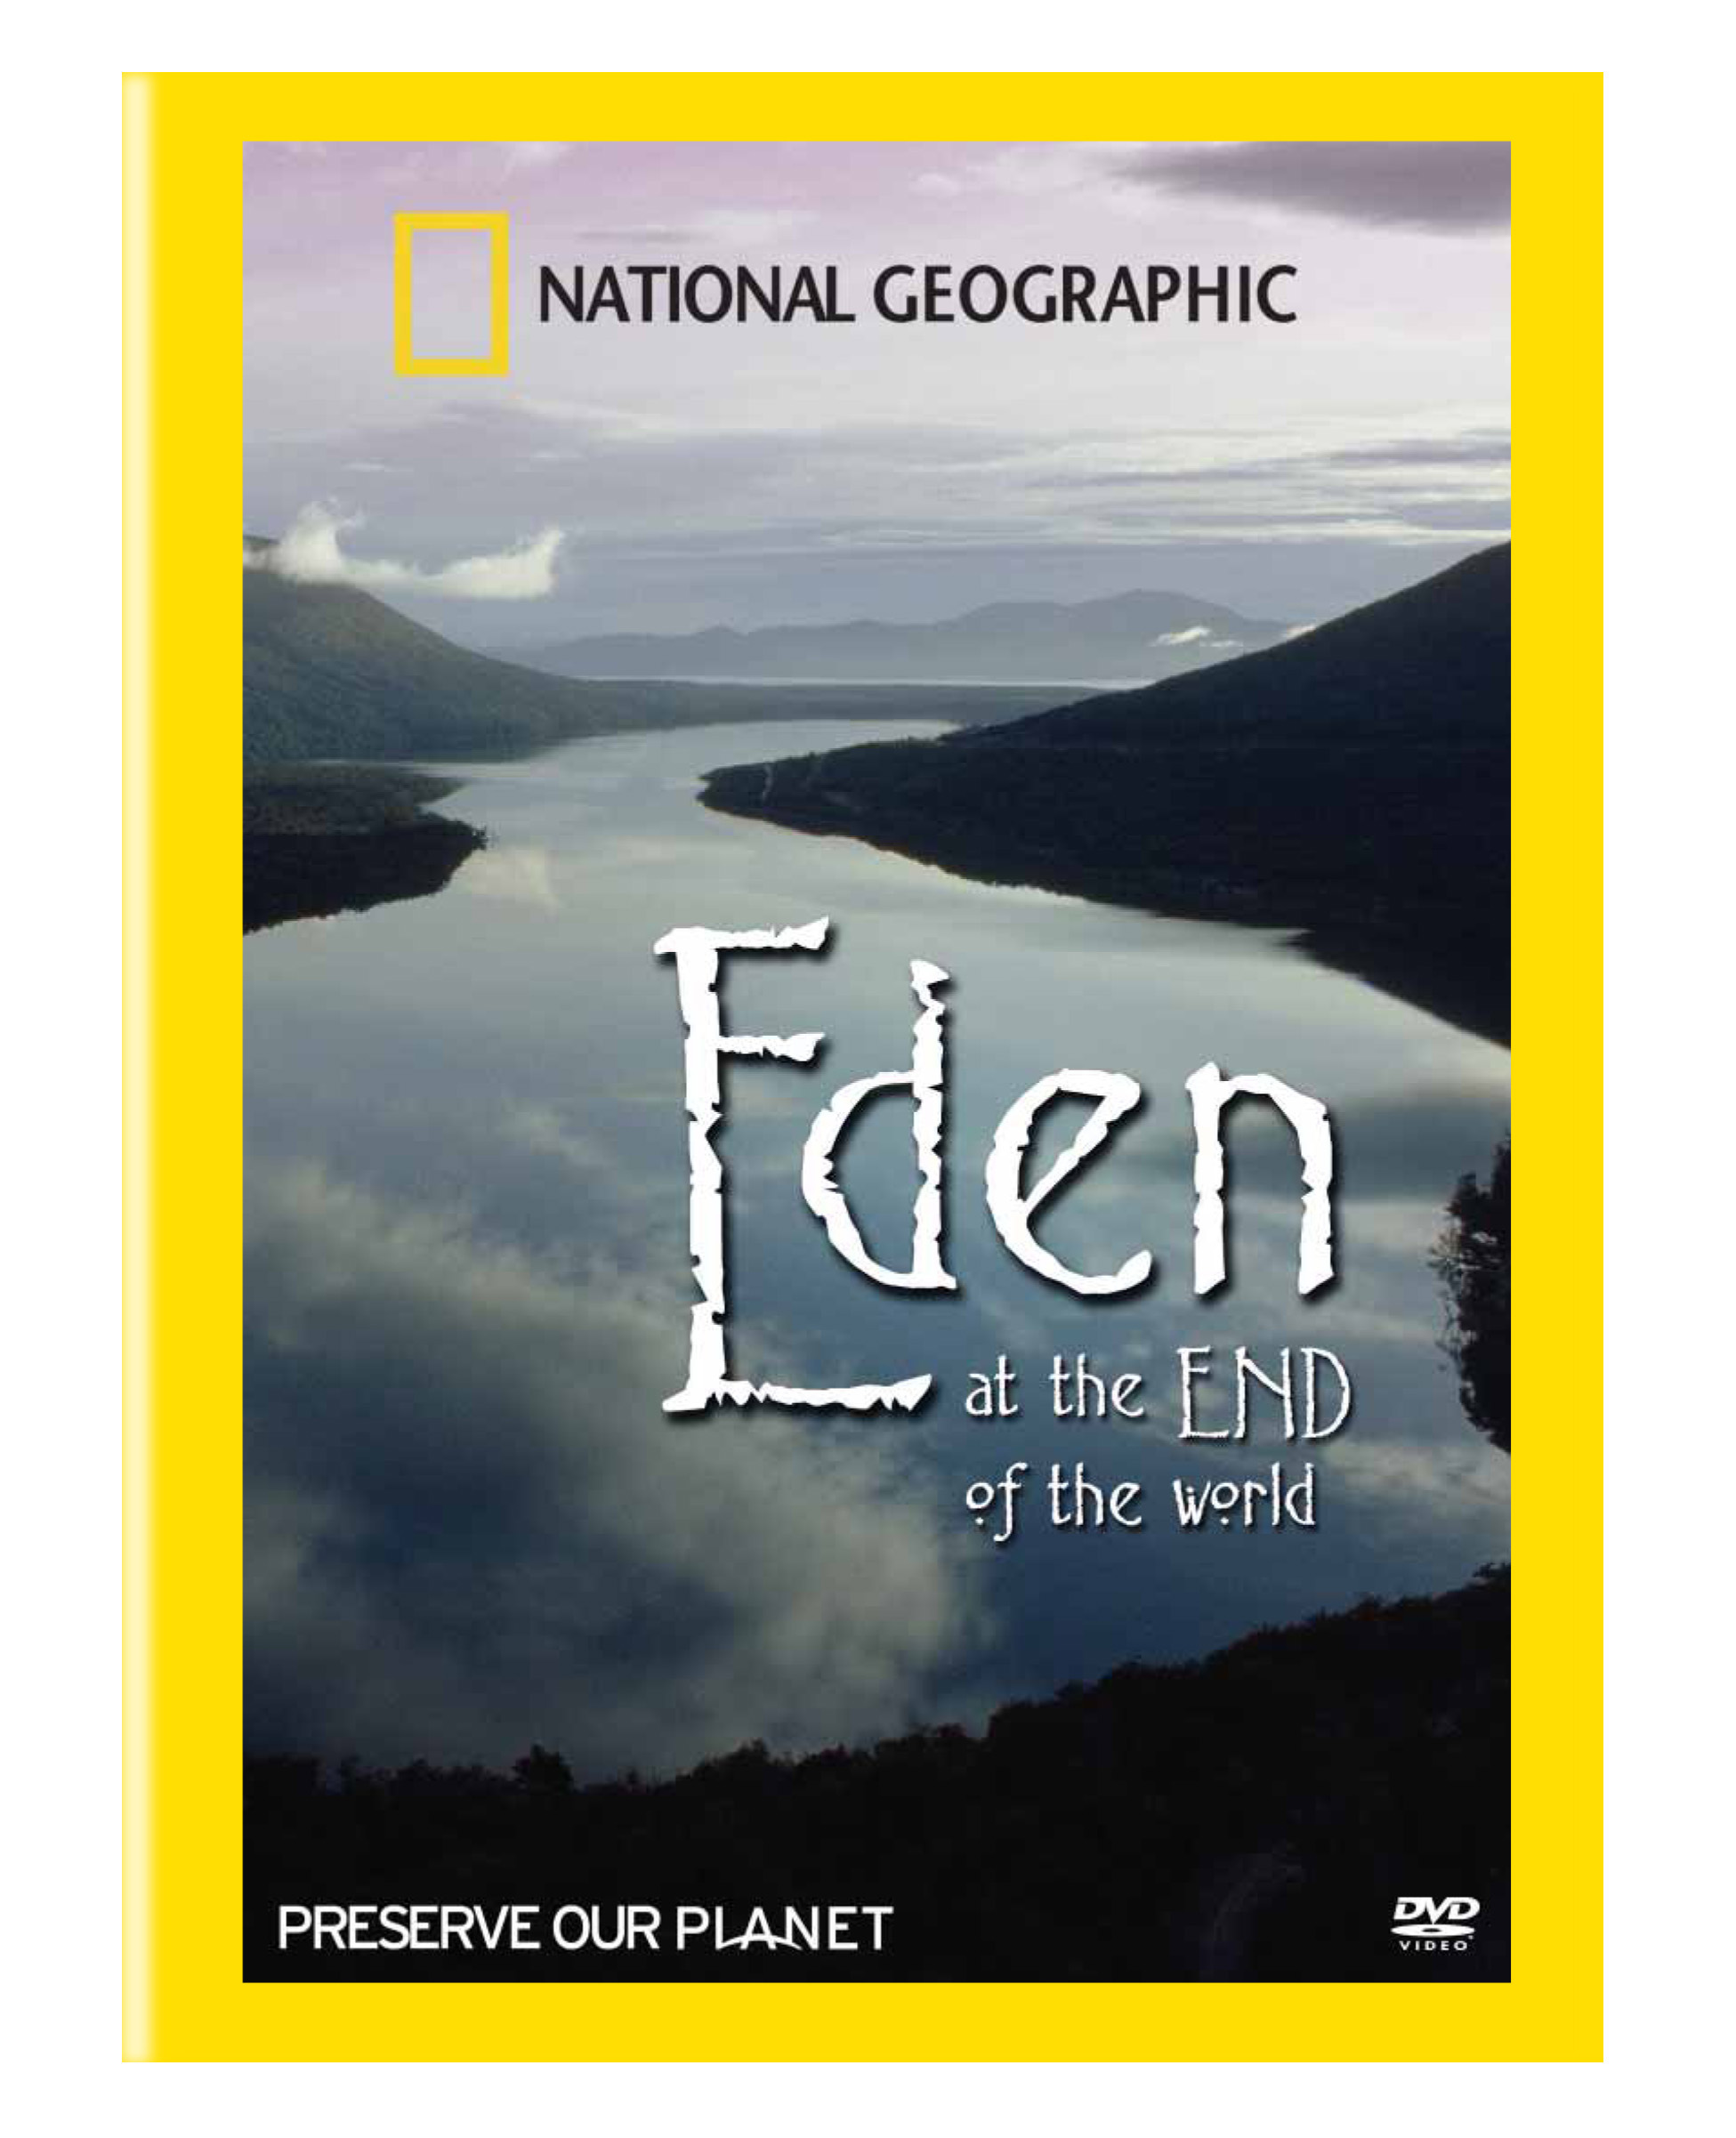 NATIONAL GEOGRAPHIC
Eden
at the END
of the world
PRESERVE OUR PLANET
DVD
VIDEO